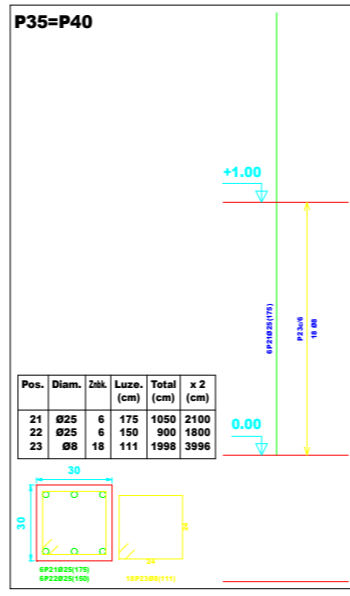 P35=P40
+1.00
6P21Ø25(175)
P23c/6
18 Ø8
Pos. Diam. Znbk. Luze. (cm) Total (cm) x 2 (cm)
21 Ø25 6 175 1050 2100
22 Ø25 6 150 900 1800
23 Ø8 18 111 1998 3996
0.00
30
30
6P21Ø25(175)
6P22Ø25(150)
18P23Ø8(111)